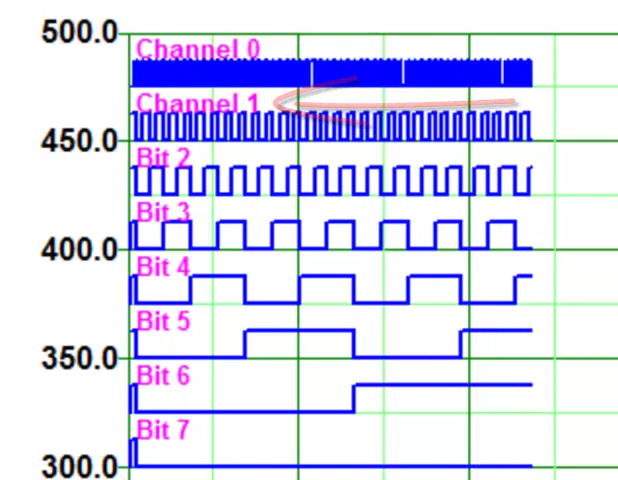 500.0
Channel 0
Channel 1
450.0
Bit 2
Bit 3
400.0
Bit 4
Bit 5
350.0
Bit 6
Bit 7
300.0